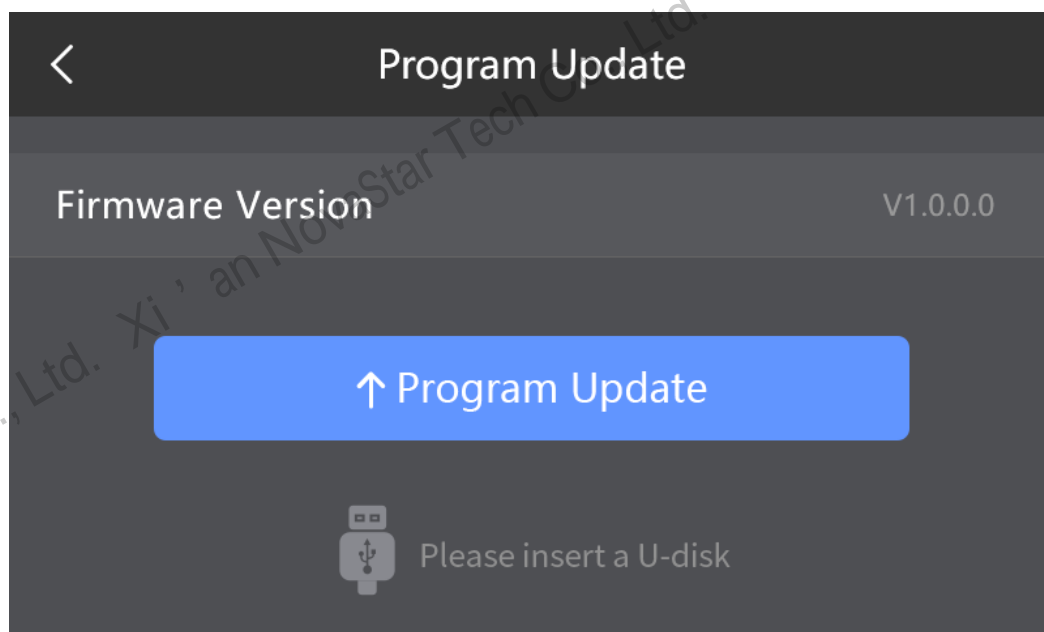 Program Update
Firmware Version V1.0.0.0
↑ Program Update
Please insert a U-disk
., Ltd. Xi’an NovaStar Tech Co., Ltd.